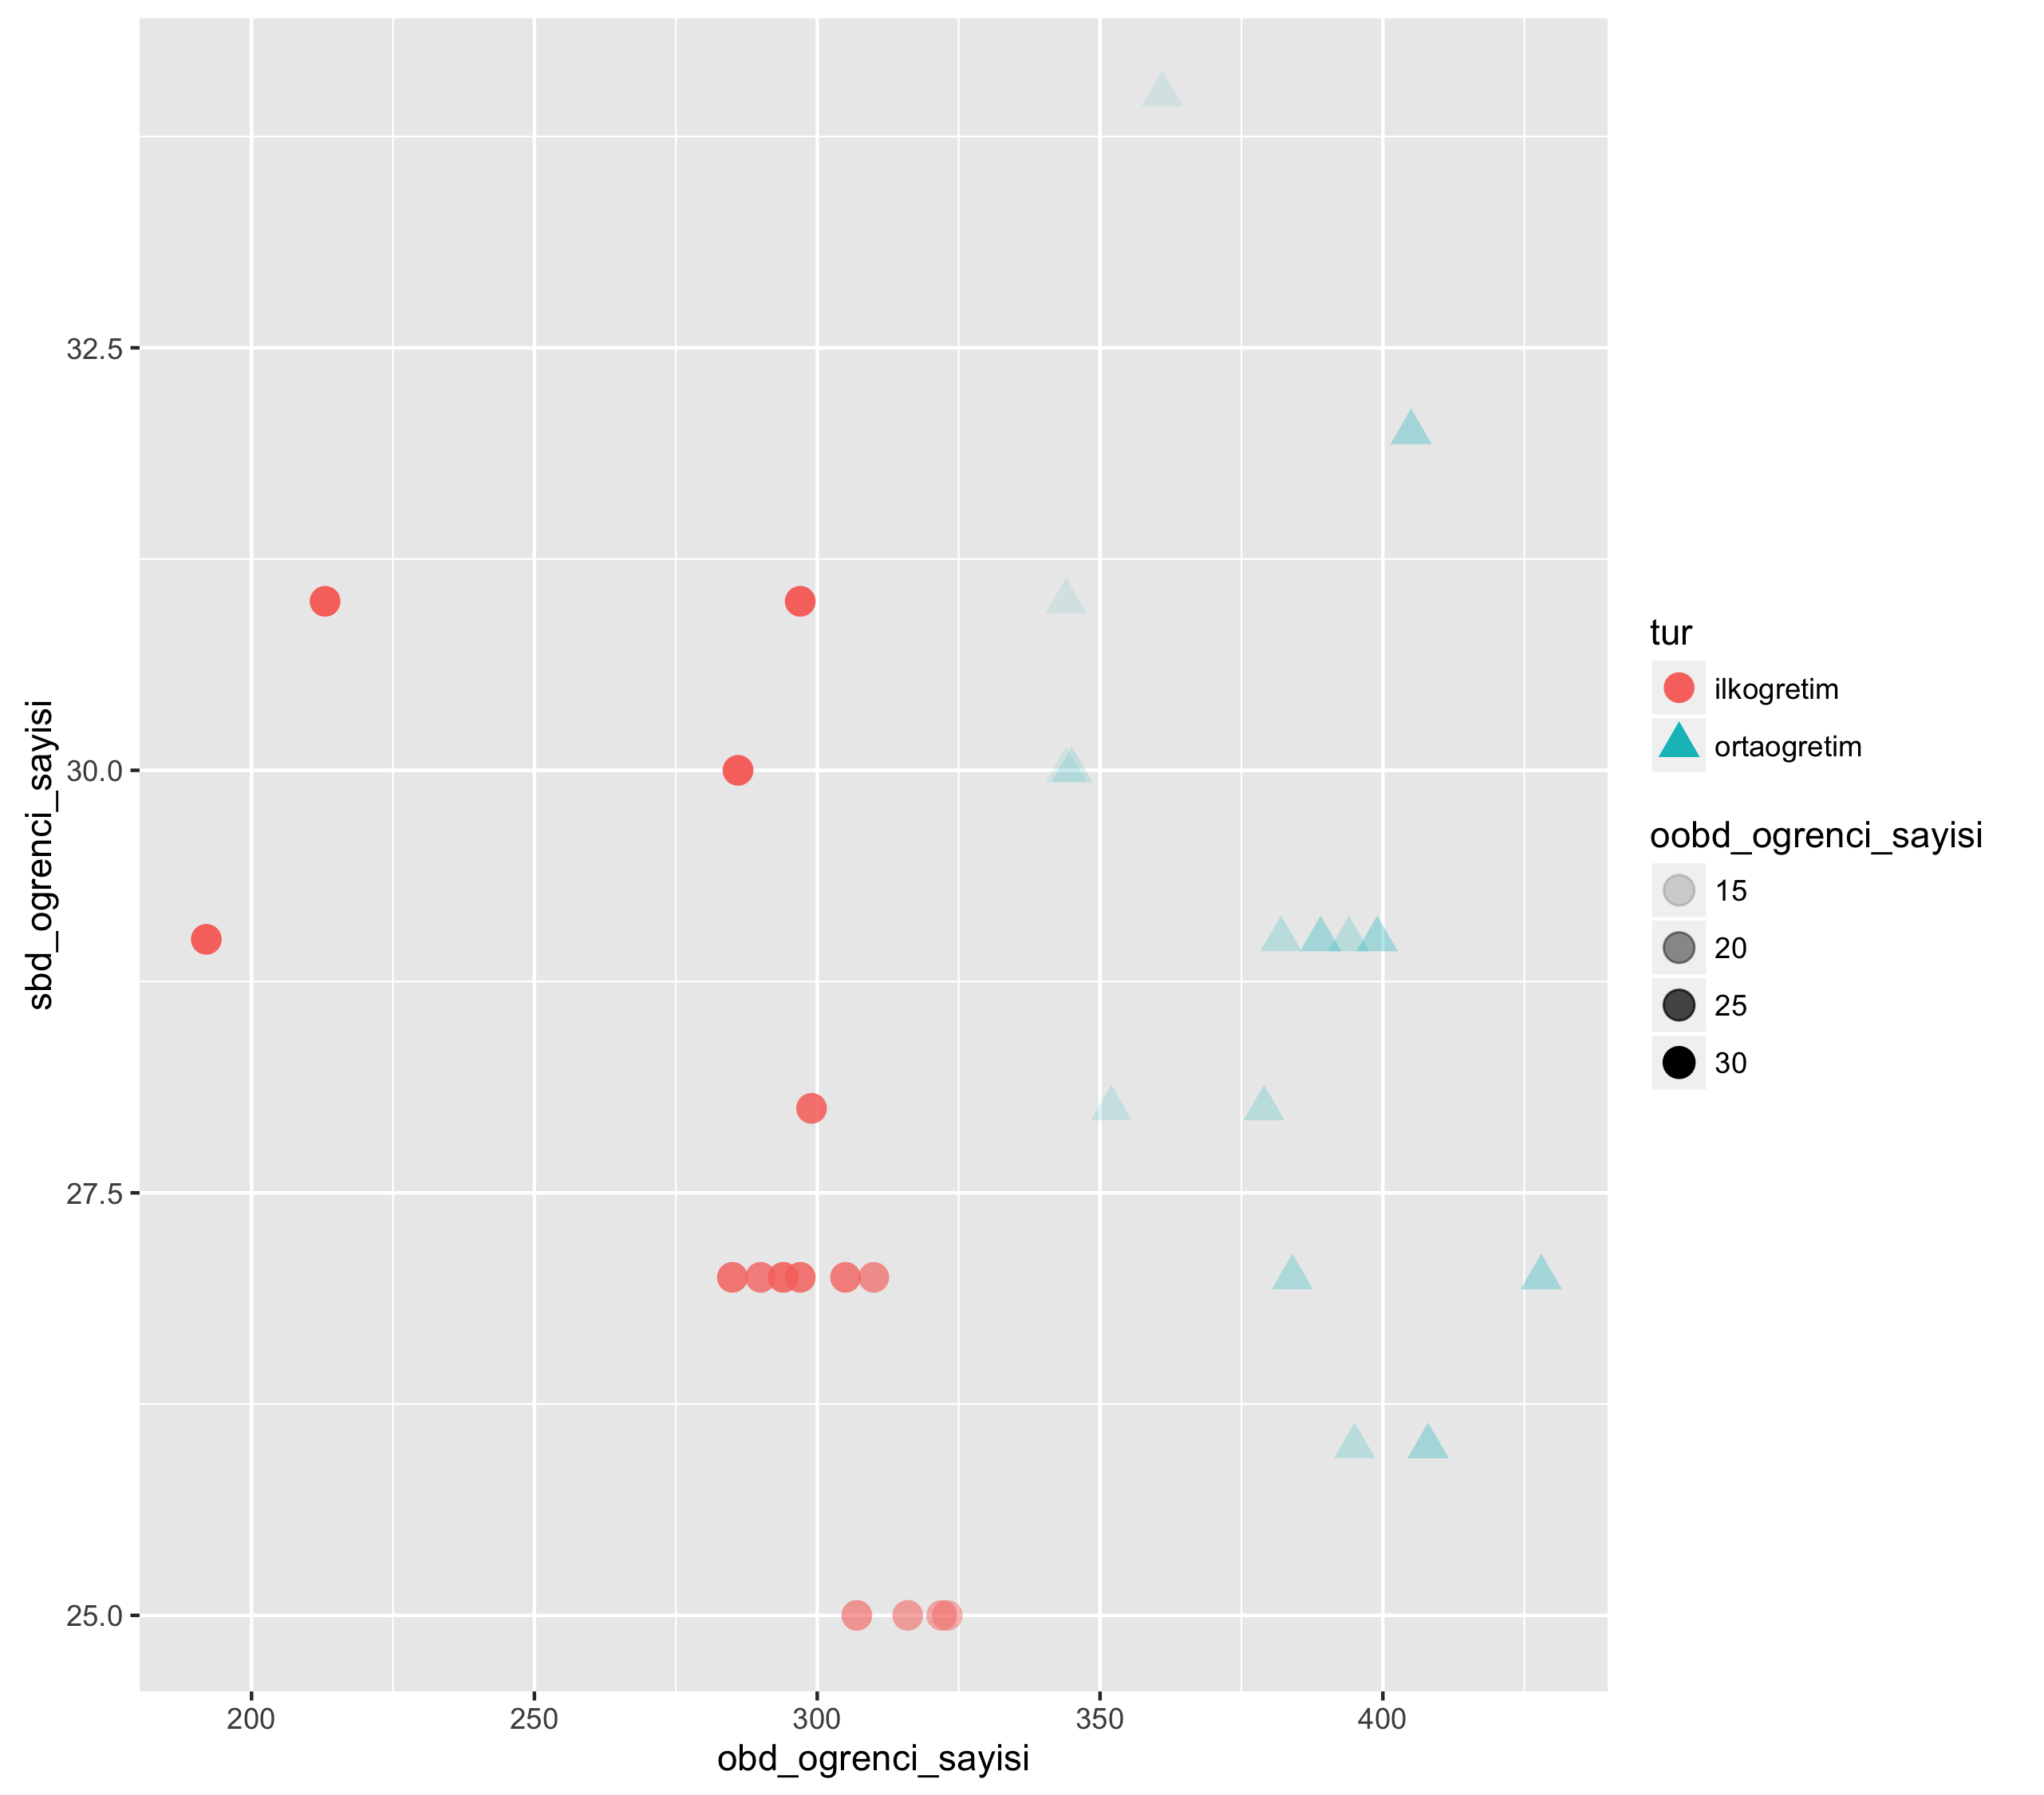 sbd_ogrenci_sayisi
32.5
30.0
27.5
25.0
200 250 300 350 400
obd_ogrenci_sayisi
tur
ilkogretim
ortaogretim
oobd_ogrenci_sayisi
15
20
25
30